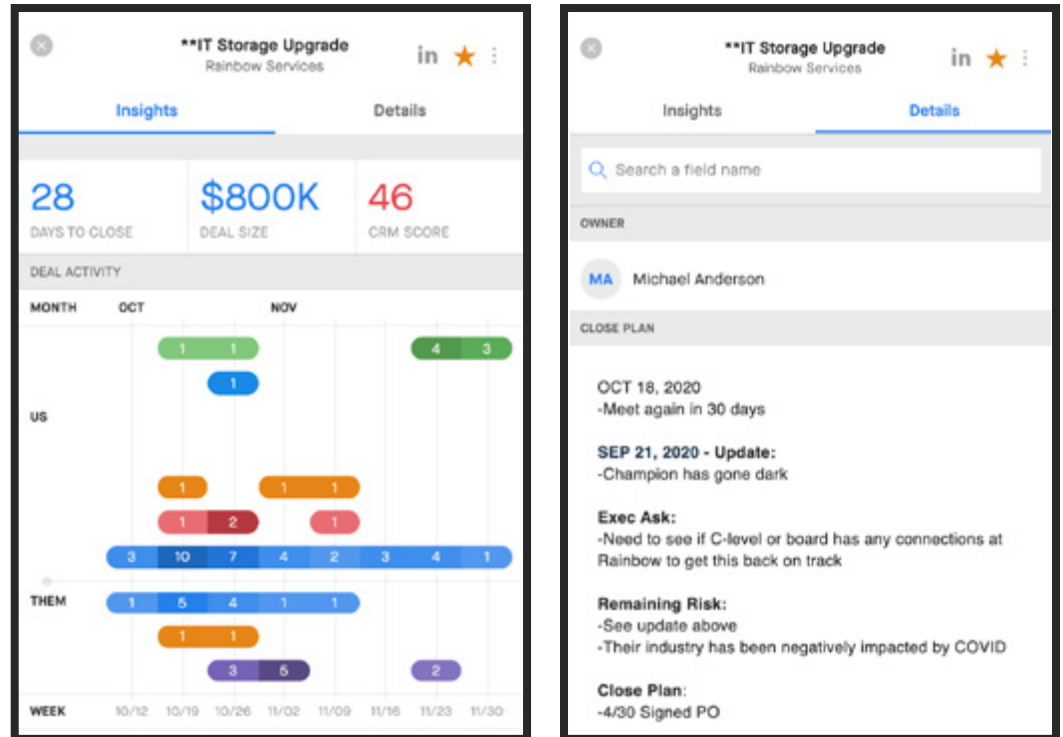 **IT Storage Upgrade
Rainbow Services
in
Insights Details
28 $800K 46
DAYS TO CLOSE DEAL SIZE CRM SCORE
DEAL ACTIVITY
MONTH OCT NOV
1 1 4 3
1
US
1 1 1
1 2 1
3 10 7 4 2 3 4 1
THEM 1 5 4 1 1
1 1
3 5 2
WEEK 10/12 10/19 10/26 11/02 11/09 11/16 11/23 11/30
**IT Storage Upgrade
Rainbow Services
in
Insights Details
Search a field name
OWNER
MA Michael Anderson
CLOSE PLAN
OCT 18, 2020
-Meet again in 30 days
SEP 21, 2020 - Update:
-Champion has gone dark
Exec Ask:
-Need to see if C-level or board has any connections at
Rainbow to get this back on track
Remaining Risk:
-See update above
-Their industry has been negatively impacted by COVID
Close Plan:
-4/30 Signed PO